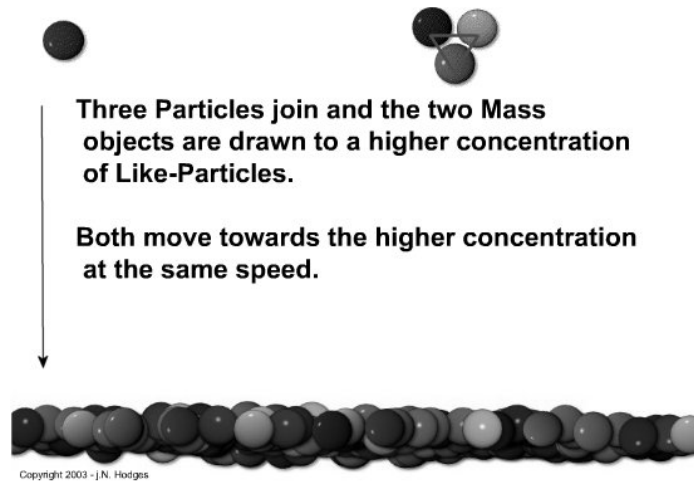 Three Particles join and the two Mass
objects are drawn to a higher concentration
of Like-Particles.
Both move towards the higher concentration
at the same speed.
Copyright 2003 - j.N. Hodges